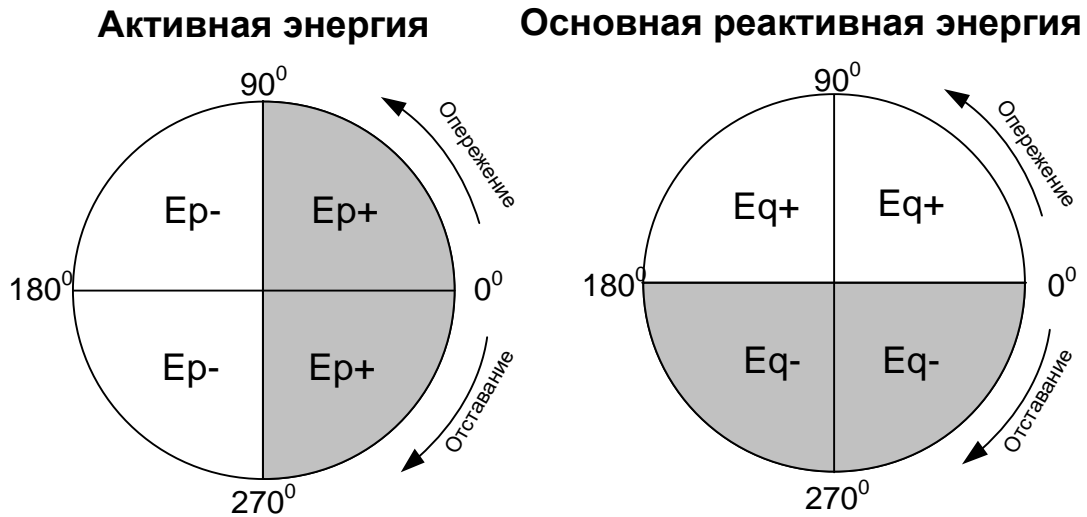 Активная энергия
90⁰
Опережение
Ep-
Ep+
180⁰
0⁰
Ep-
Ep+
Отставание
270⁰
Основная реактивная энергия
90⁰
Опережение
Eq+
Eq+
180⁰
0⁰
Eq-
Eq-
Отставание
270⁰